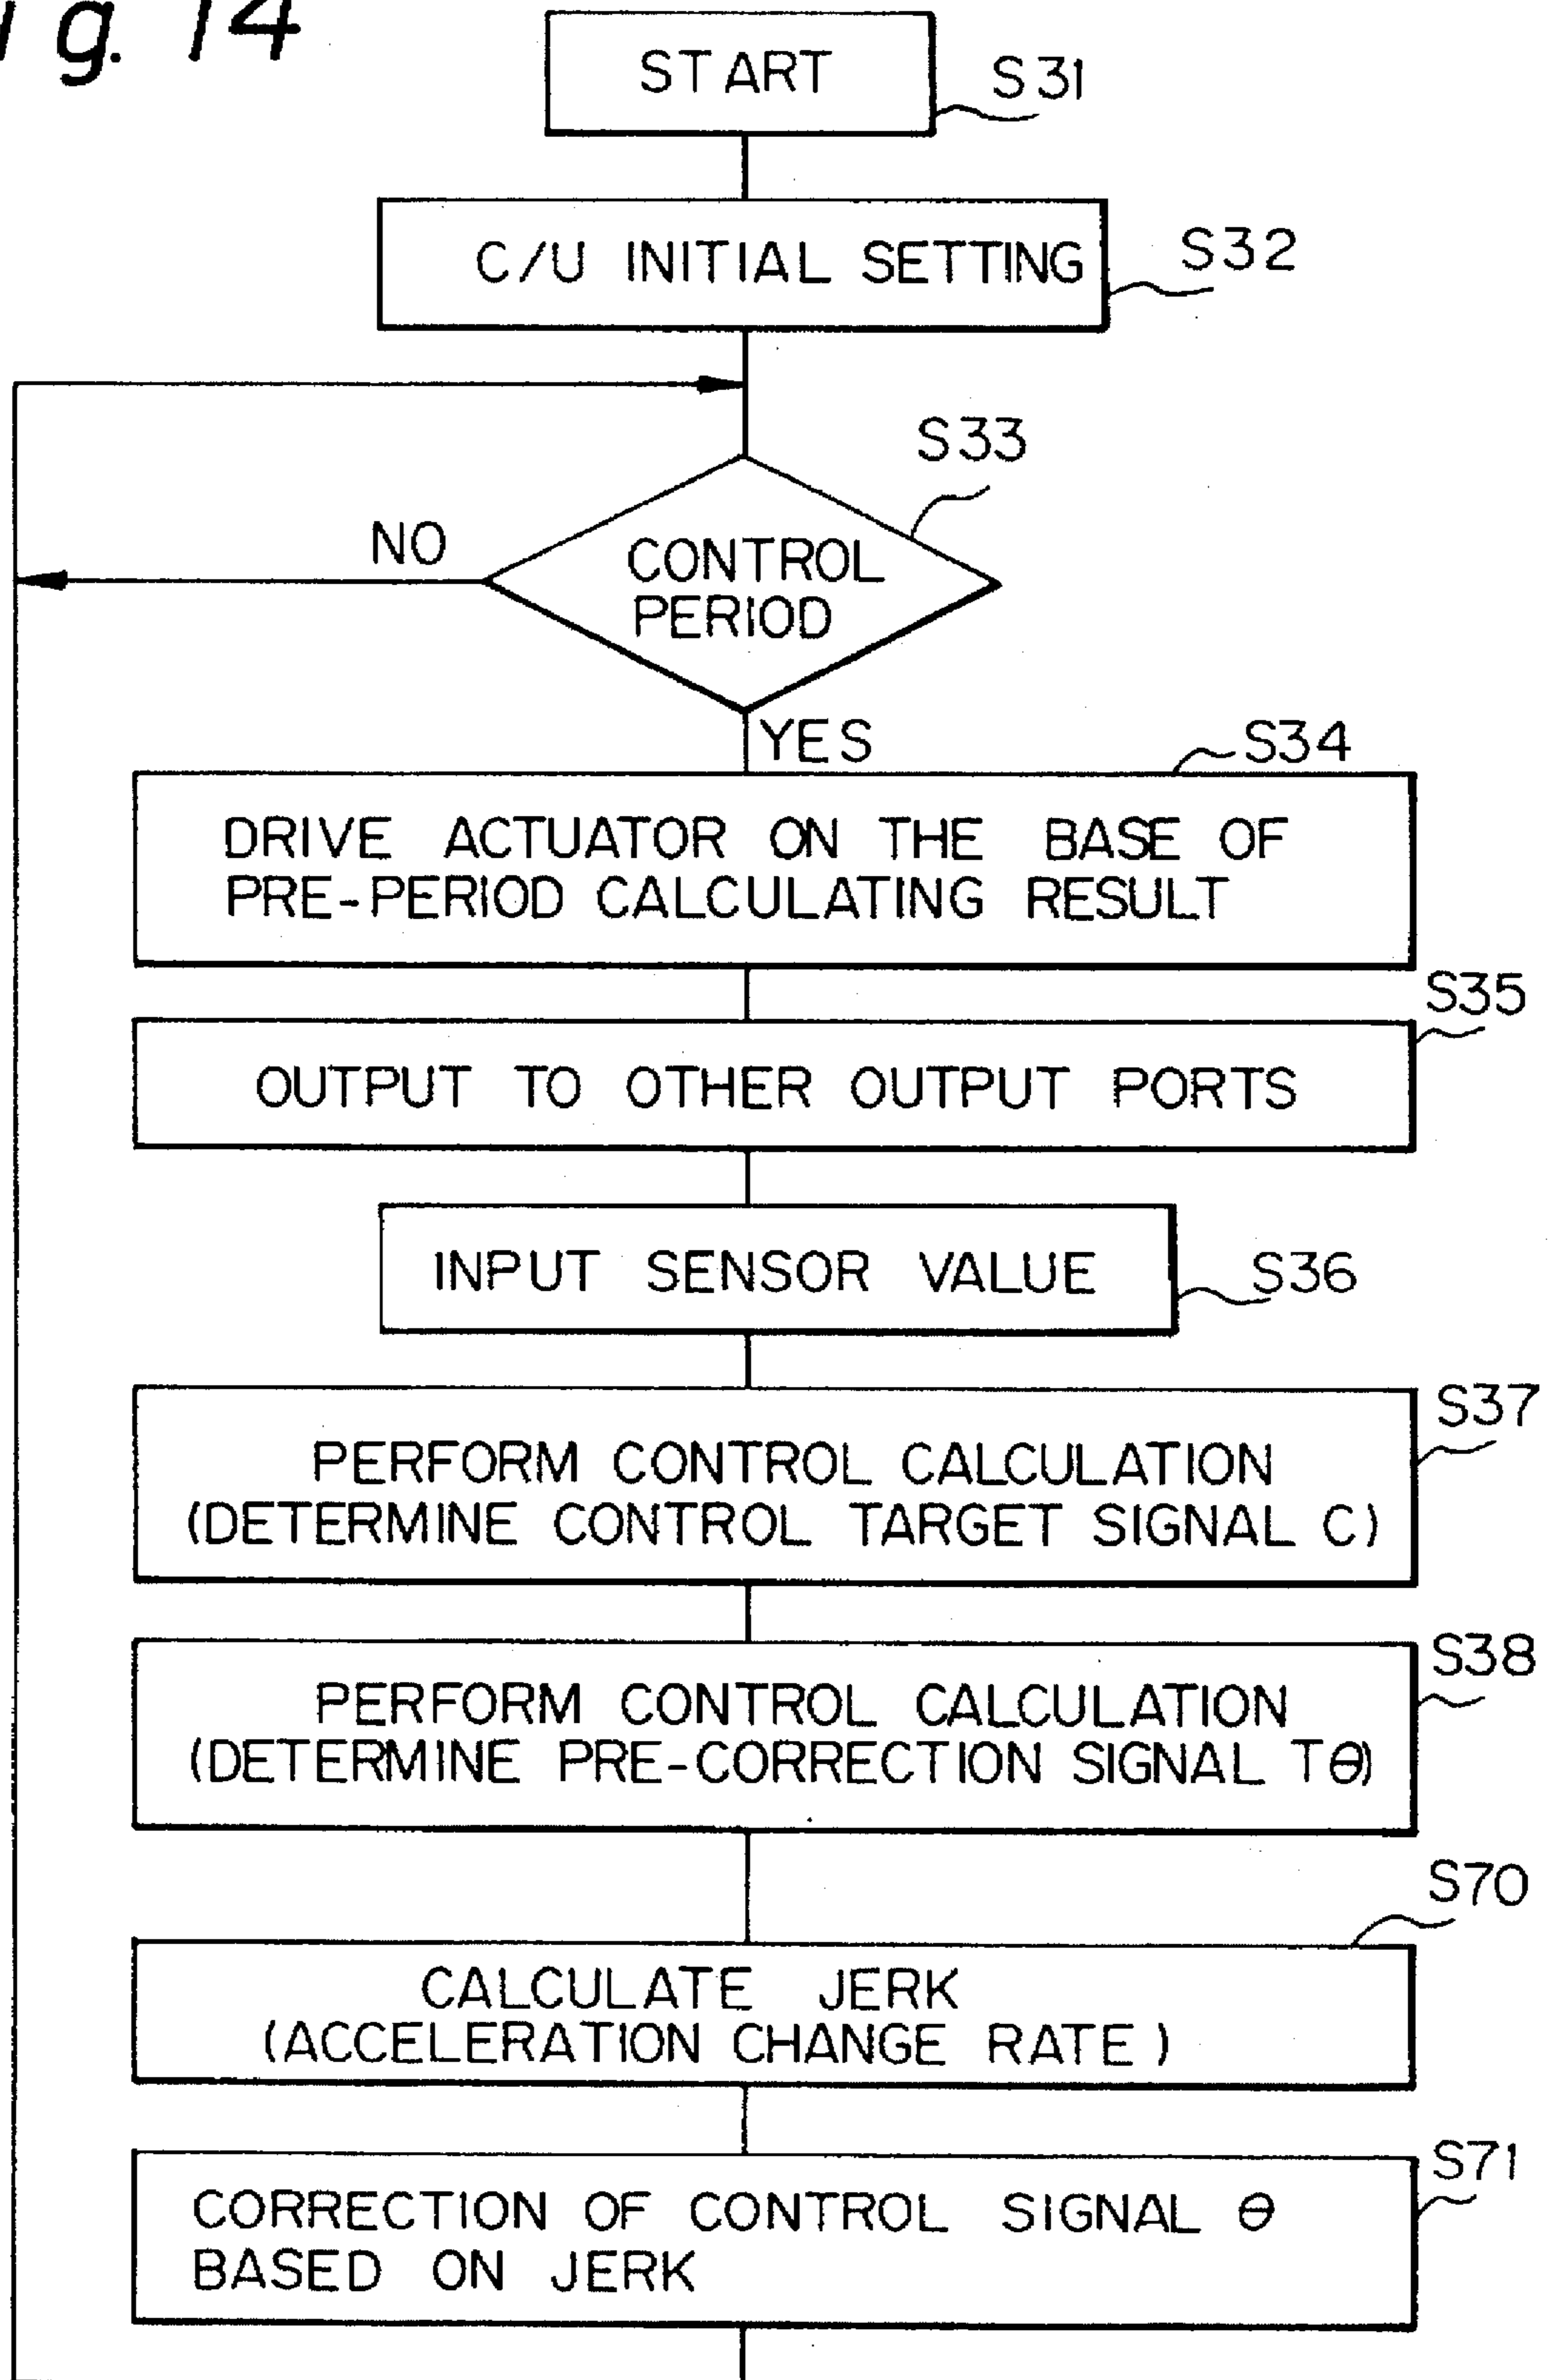 ig. 14
START
S31
C/U INITIAL SETTING
S32
S33
NO
CONTROL
PERIOD
YES
S34
DRIVE ACTUATOR ON THE BASE OF
PRE-PERIOD CALCULATING RESULT
S35
OUTPUT TO OTHER OUTPUT PORTS
INPUT SENSOR VALUE
S36
S37
PERFORM CONTROL CALCULATION
(DETERMINE CONTROL TARGET SIGNAL C)
S38
PERFORM CONTROL CALCULATION
(DETERMINE PRE-CORRECTION SIGNAL Tθ)
S70
CALCULATE JERK
(ACCELERATION CHANGE RATE)
S71
CORRECTION OF CONTROL SIGNAL θ
BASED ON JERK